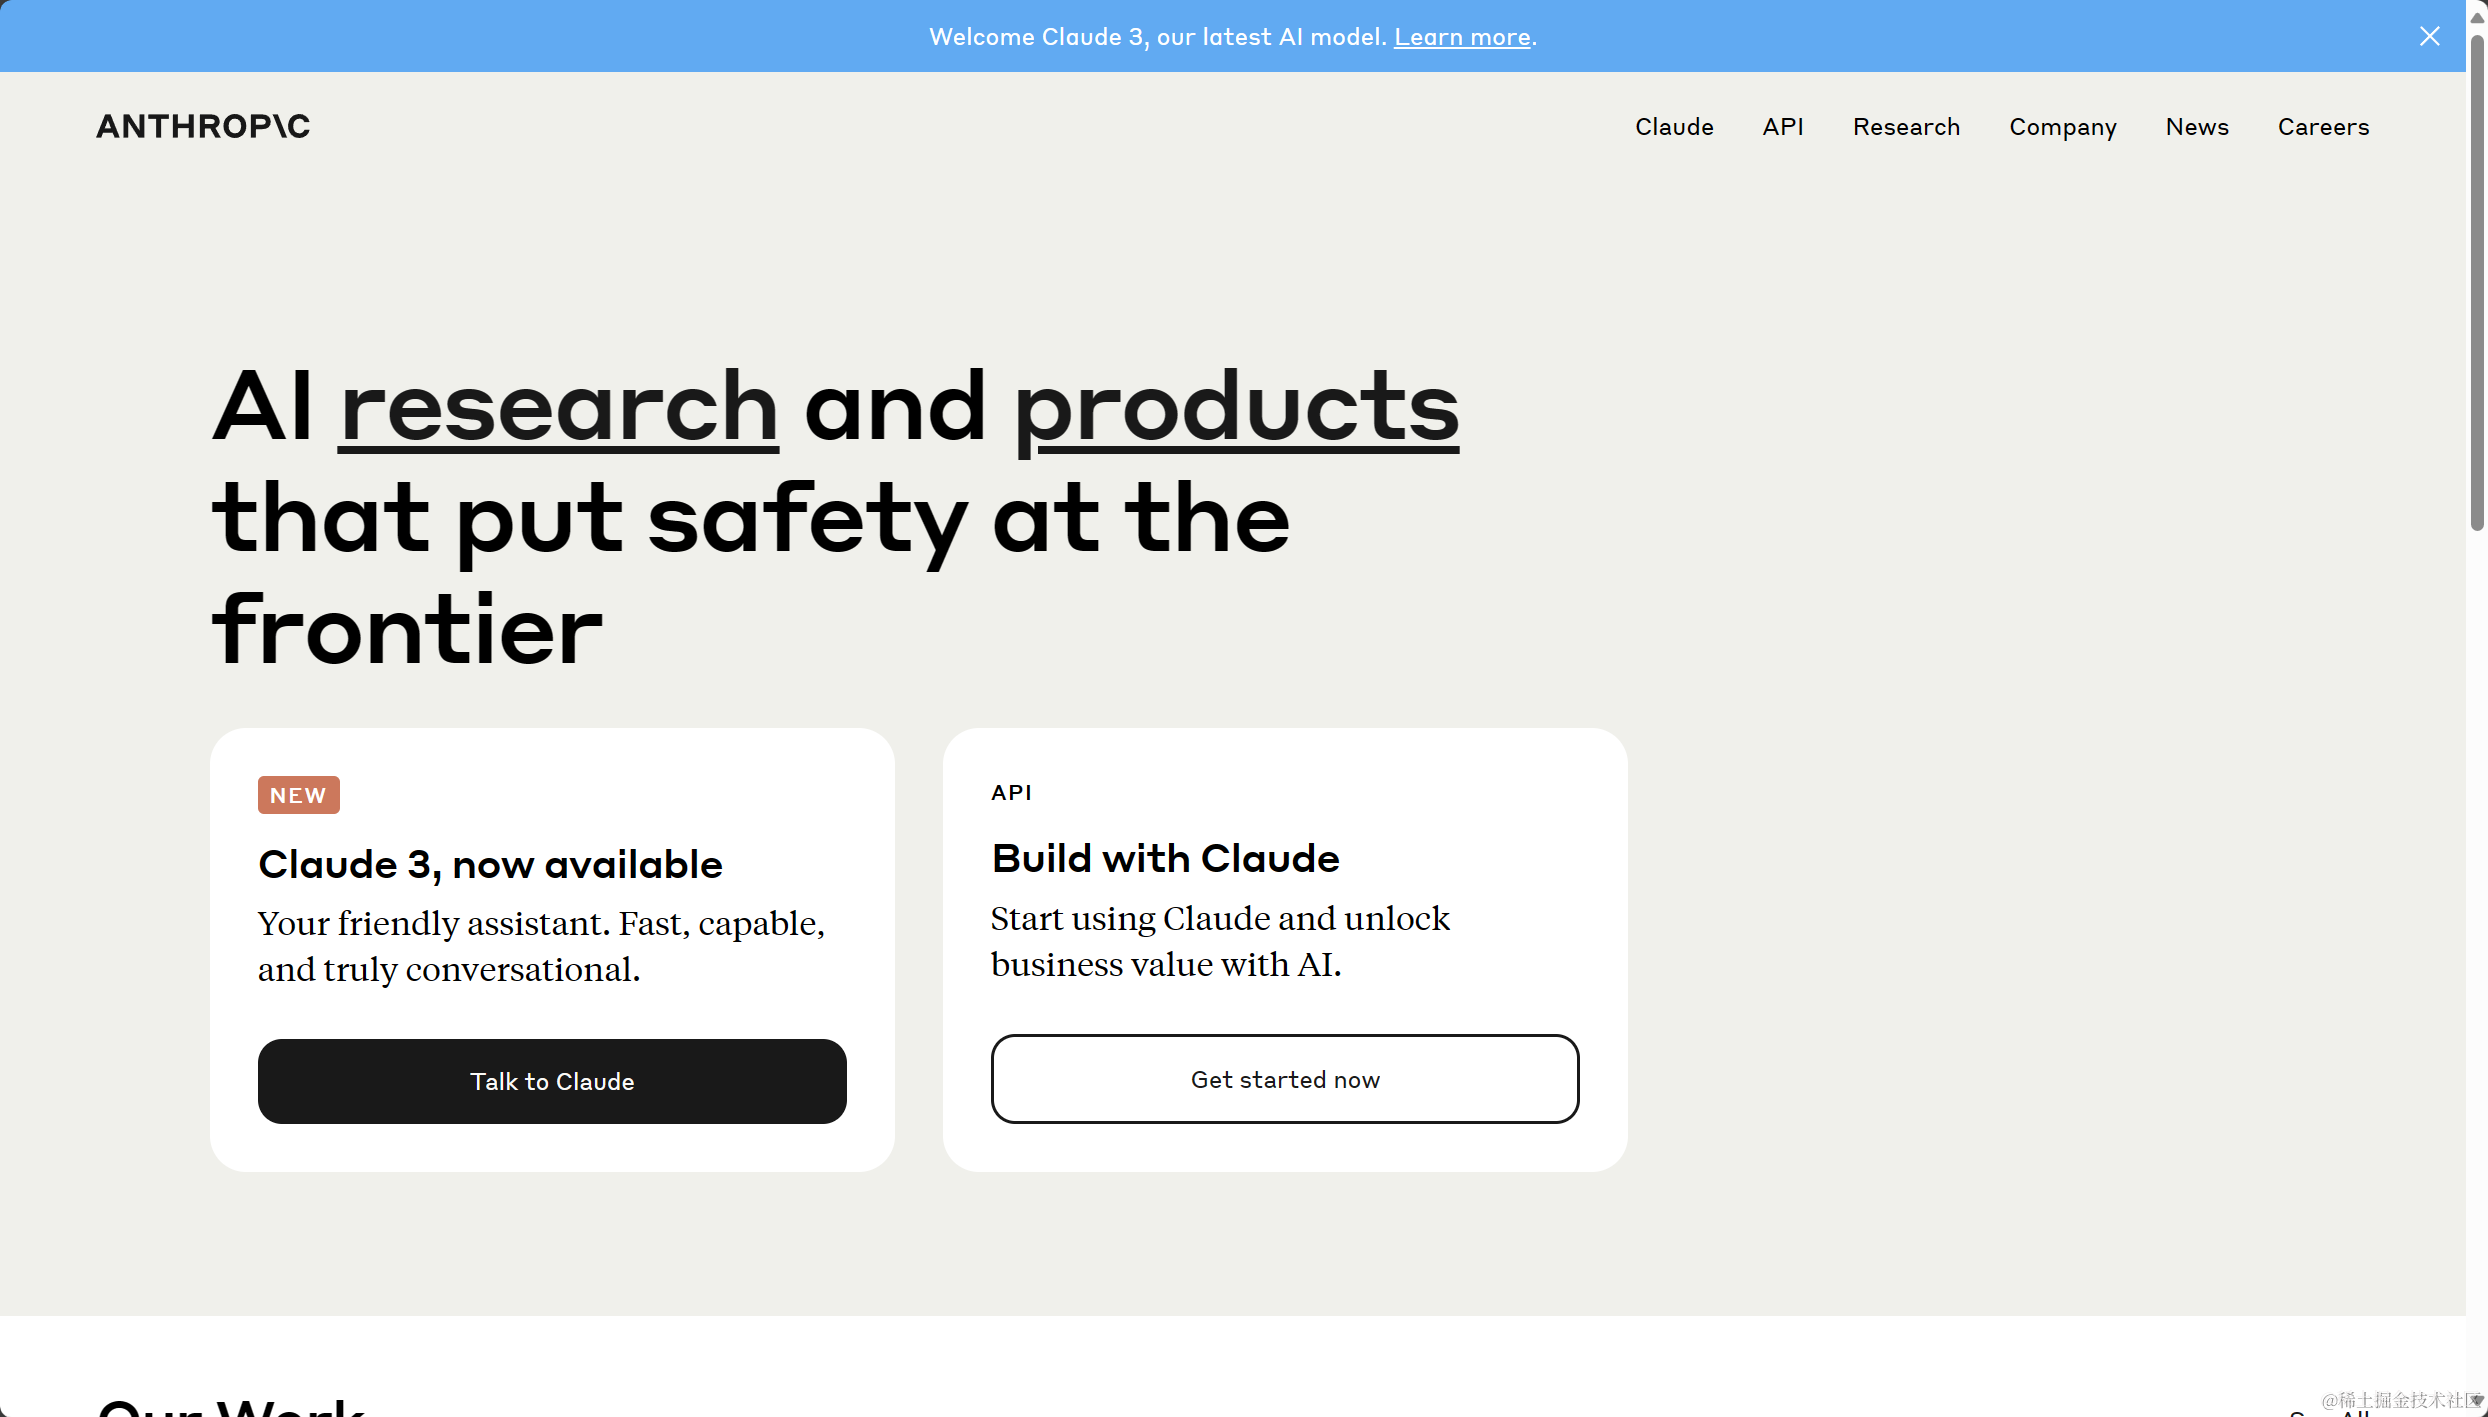 Welcome Claude 3, our latest AI model. Learn more.
ANTHROP\C
Claude API Research Company News Careers
AI research and products
that put safety at the
frontier
NEW
Claude 3, now available
Your friendly assistant. Fast, capable,
and truly conversational.
Talk to Claude
API
Build with Claude
Start using Claude and unlock
business value with AI.
Get started now
Our Work
@稀土掘金技术社区